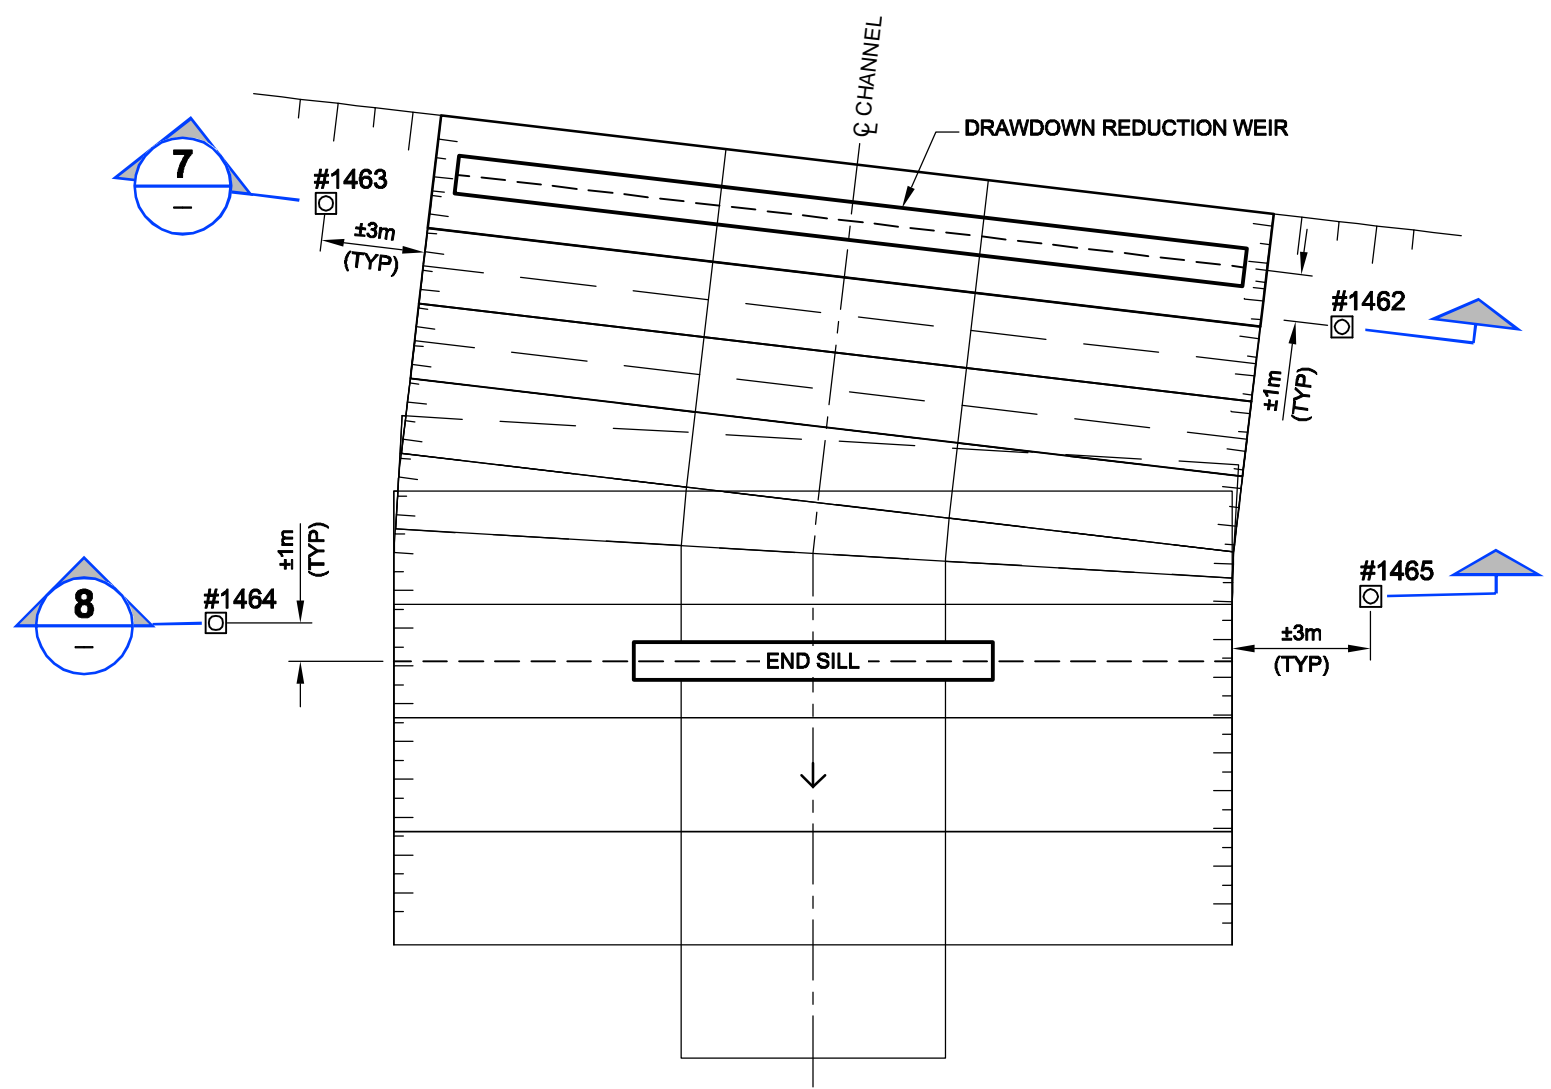 ℄ CHANNEL
DRAWDOWN REDUCTION WEIR
7
–
#1463
±3m
(TYP)
#1462
±1m
(TYP)
±1m
(TYP)
8
–
#1464
#1465
±3m
(TYP)
END SILL